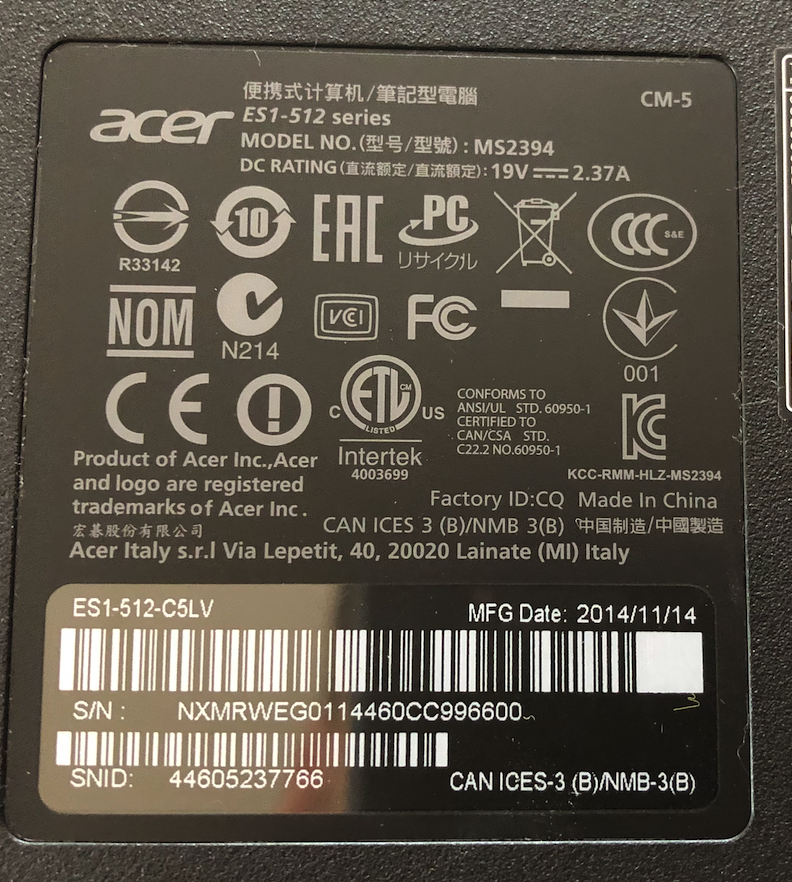 便携式计算机/筆記型電腦
CM-5
acer
ES1-512 series
MODEL NO.(型号/型號):MS2394
DC RATING(直流额定/直流額定):19V 2.37A
R33142
10
EAC
PC
リサイクル
CCC S&E
NOM
N214
VCI
FC
001
CE
C ETL CM LISTED US
Intertek
4003699
CONFORMS TO
ANSI/UL STD. 60950-1
CERTIFIED TO
CAN/CSA STD.
C22.2 NO.60950-1
KC
KCC-RMM-HLZ-MS2394
Product of Acer Inc.,Acer
and logo are registered
trademarks of Acer Inc.
宏碁股份有限公司
Factory ID:CQ Made In China
CAN ICES 3 (B)/NMB 3(B) 中国制造/中國製造
Acer Italy s.r.l Via Lepetit, 40, 20020 Lainate (MI) Italy
ES1-512-C5LV
MFG Date: 2014/11/14
S/N : NXMRWEG0114460CC996600
SNID: 44605237766
CAN ICES-3 (B)/NMB-3(B)